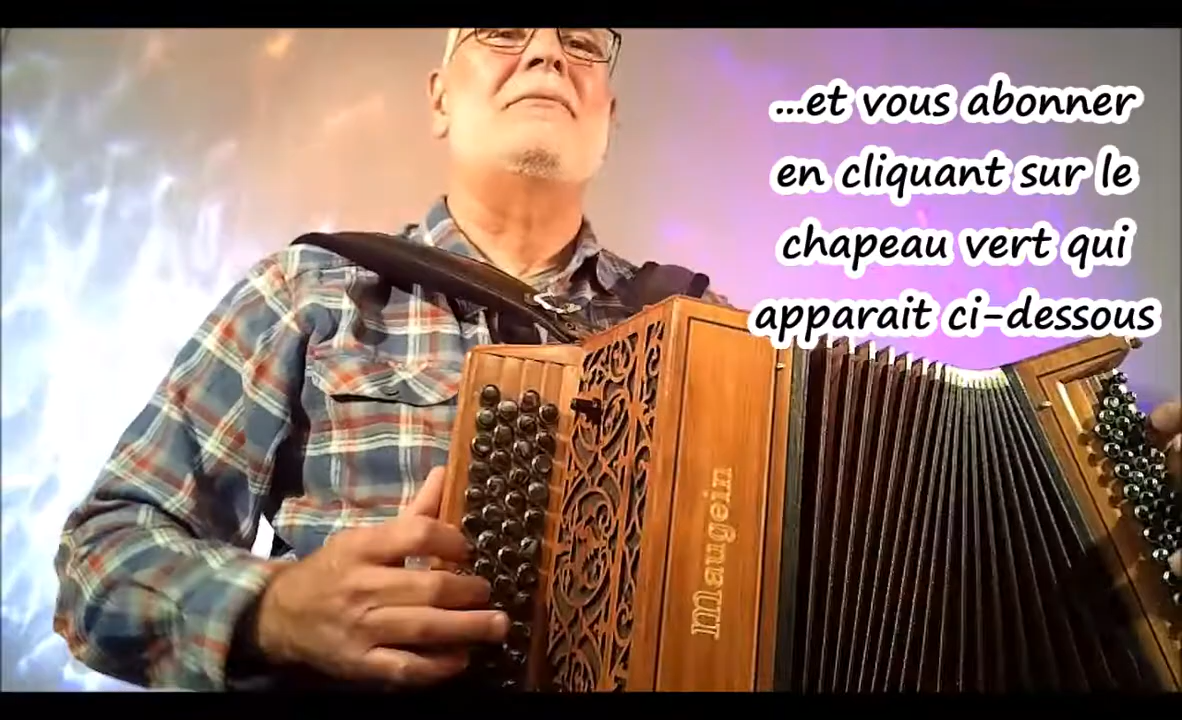 ...et vous abonner
en cliquant sur le
chapeau vert qui
apparait ci-dessous
Maugein